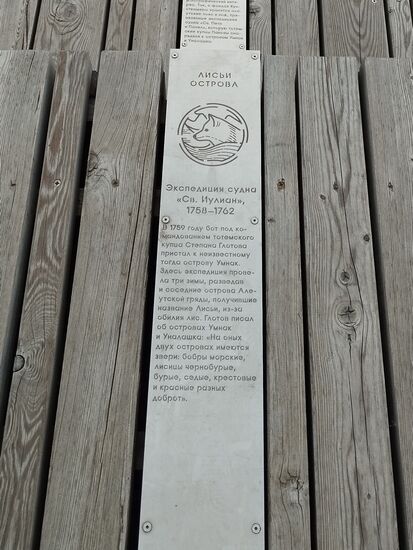 ЛИСЬИ
ОСТРОВА
Экспедиция судна
«Св. Иулиан»,
1758–1762
В 1759 году бот под ко-
мандованием тотемского
купца Степана Глотова
пристал к неизвестному
тогда острову Умнак.
Здесь экспедиция прове-
ла три зимы, разведав
и соседние острова Але-
утской гряды, получившие
название Лисьи, из-за
обилия лис. Глотов писал
об островах Умнак
и Уналашка: «На оных
двух островах имеются
звери: бобры морские,
лисицы чернобурые,
бурые, седые, крестовые
и красные разных
доброт».